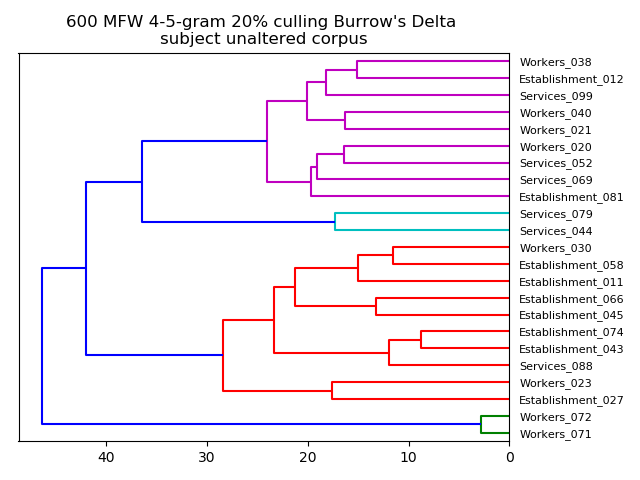 600 MFW 4-5-gram 20% culling Burrow's Delta
subject unaltered corpus
Workers_038
Establishment_012
Services_099
Workers_040
Workers_021
Workers_020
Services_052
Services_069
Establishment_081
Services_079
Services_044
Workers_030
Establishment_058
Establishment_011
Establishment_066
Establishment_045
Establishment_074
Establishment_043
Services_088
Workers_023
Establishment_027
Workers_072
Workers_071
40 30 20 10 0